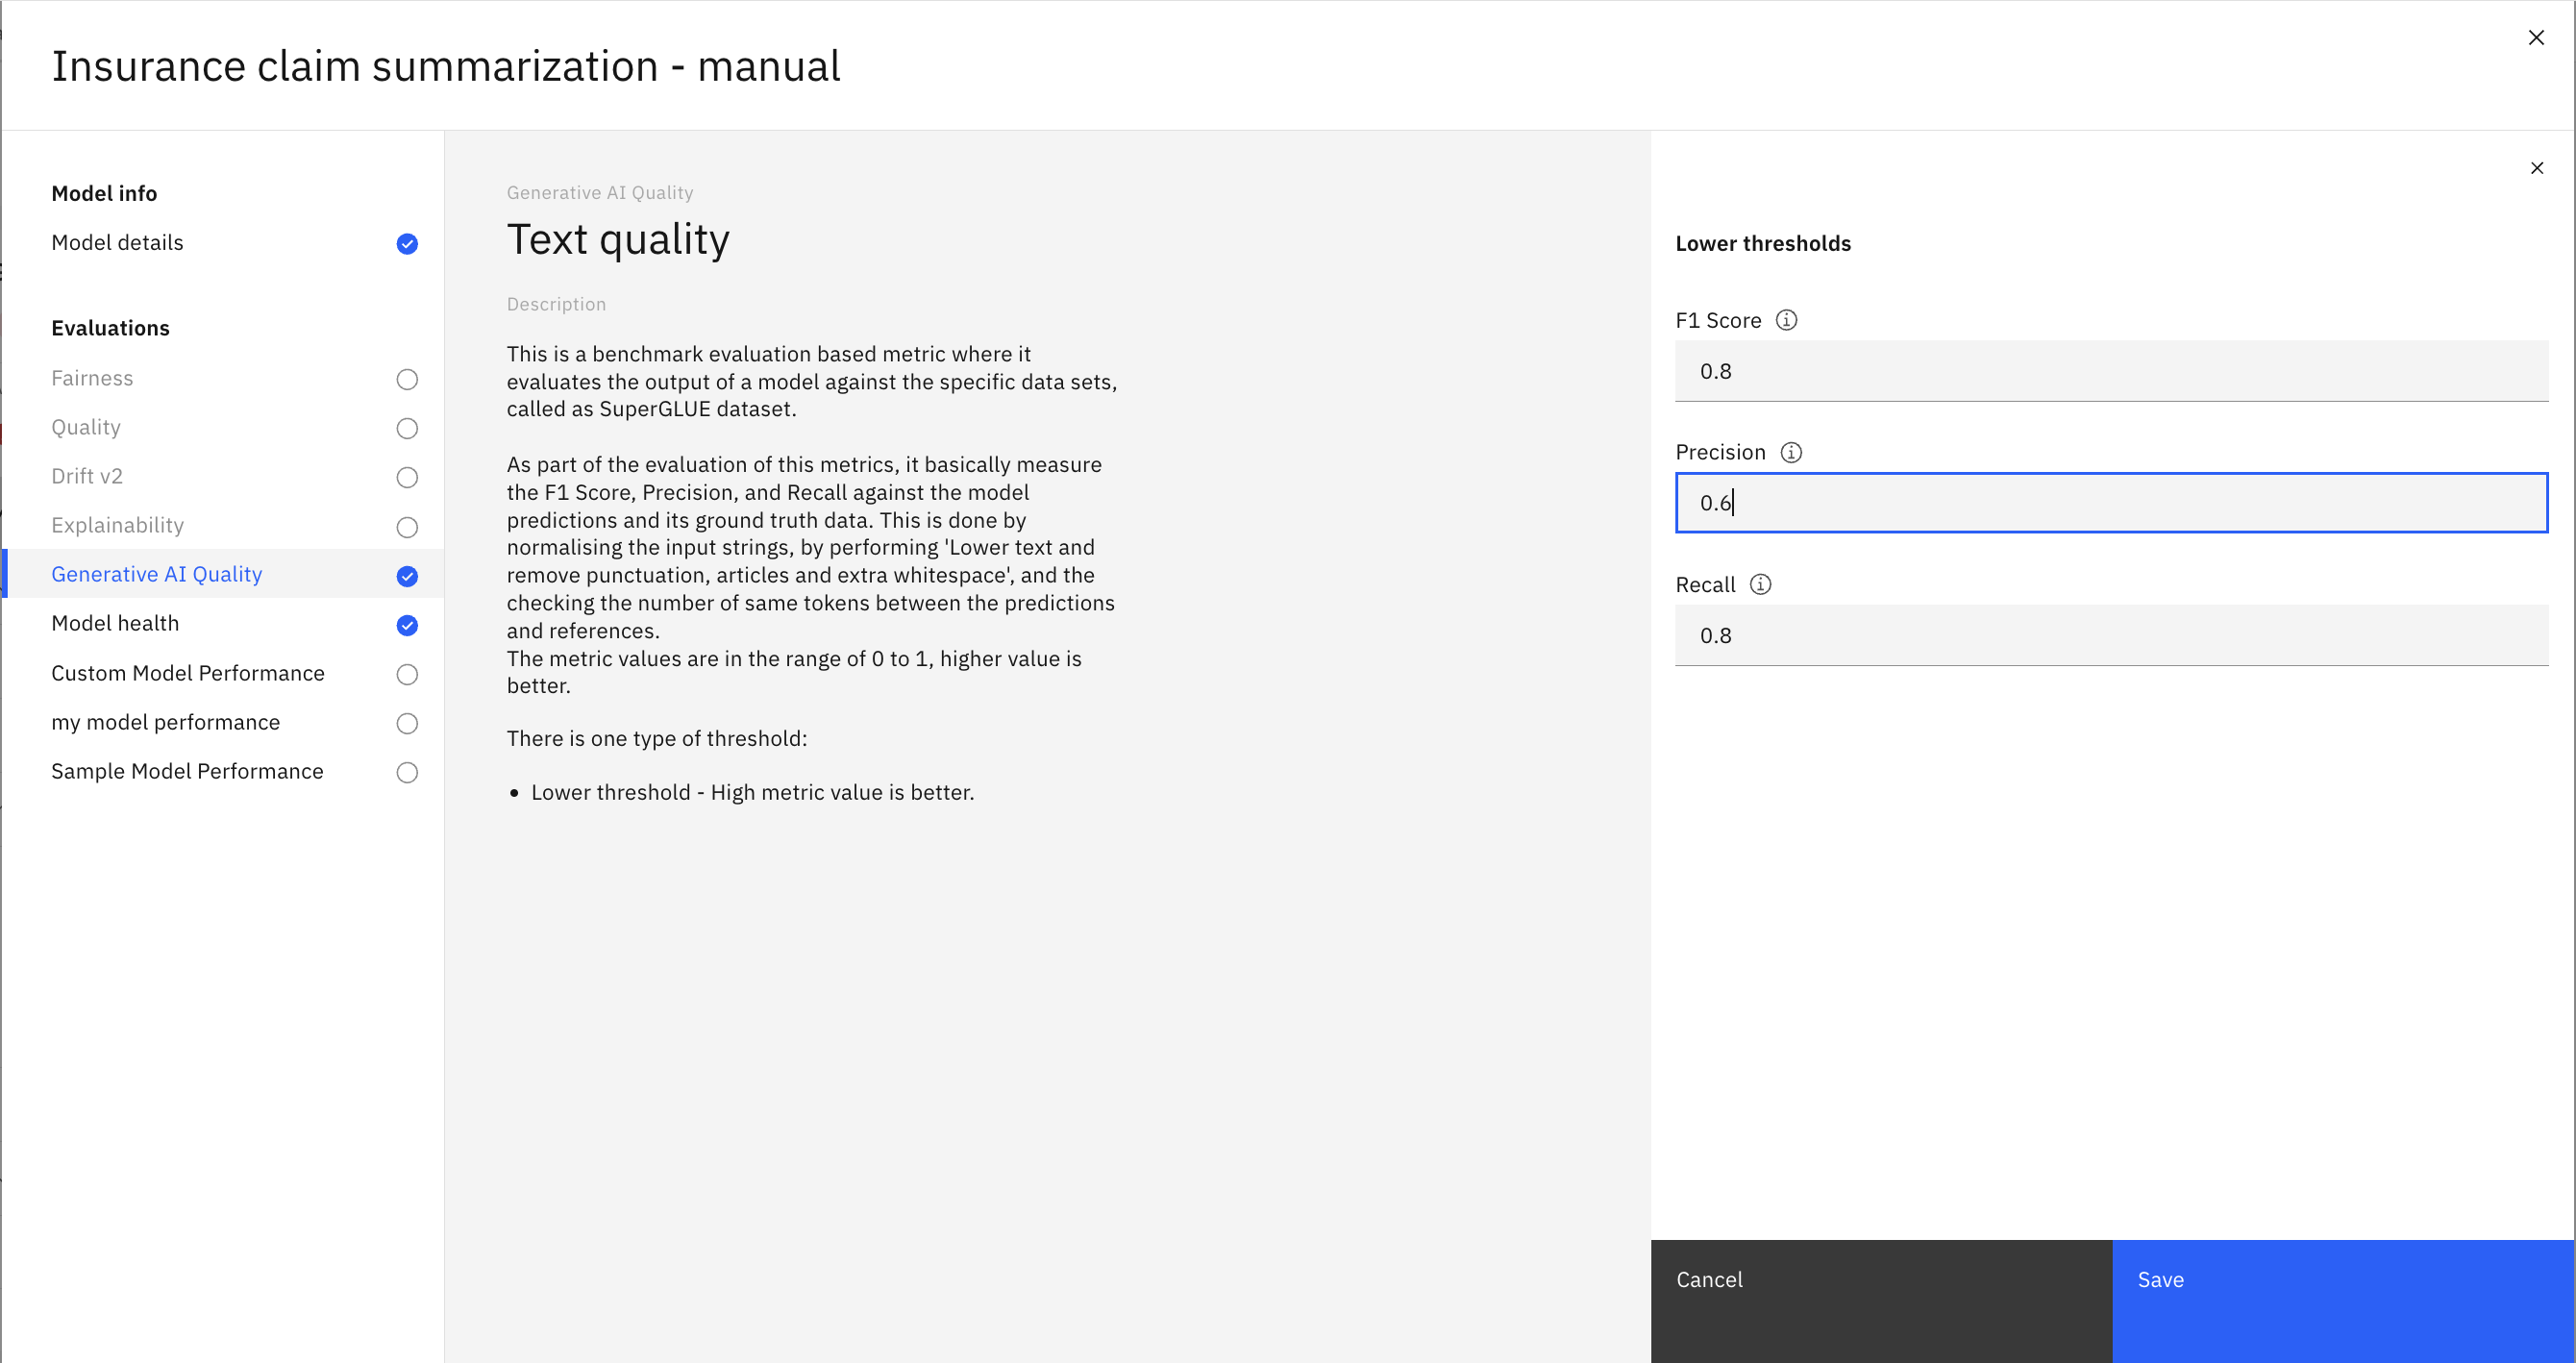 Insurance claim summarization - manual
Model info
Model details
Evaluations
Fairness
Quality
Drift v2
Explainability
Generative AI Quality
Model health
Custom Model Performance
my model performance
Sample Model Performance
Generative AI Quality
Text quality
Description
This is a benchmark evaluation based metric where it
evaluates the output of a model against the specific data sets,
called as SuperGLUE dataset.
As part of the evaluation of this metrics, it basically measure
the F1 Score, Precision, and Recall against the model
predictions and its ground truth data. This is done by
normalising the input strings, by performing 'Lower text and
remove punctuation, articles and extra whitespace', and the
checking the number of same tokens between the predictions
and references.
The metric values are in the range of 0 to 1, higher value is
better.
There is one type of threshold:
• Lower threshold - High metric value is better.
Lower thresholds
F1 Score
0.8
Precision
0.6
Recall
0.8
Cancel
Save